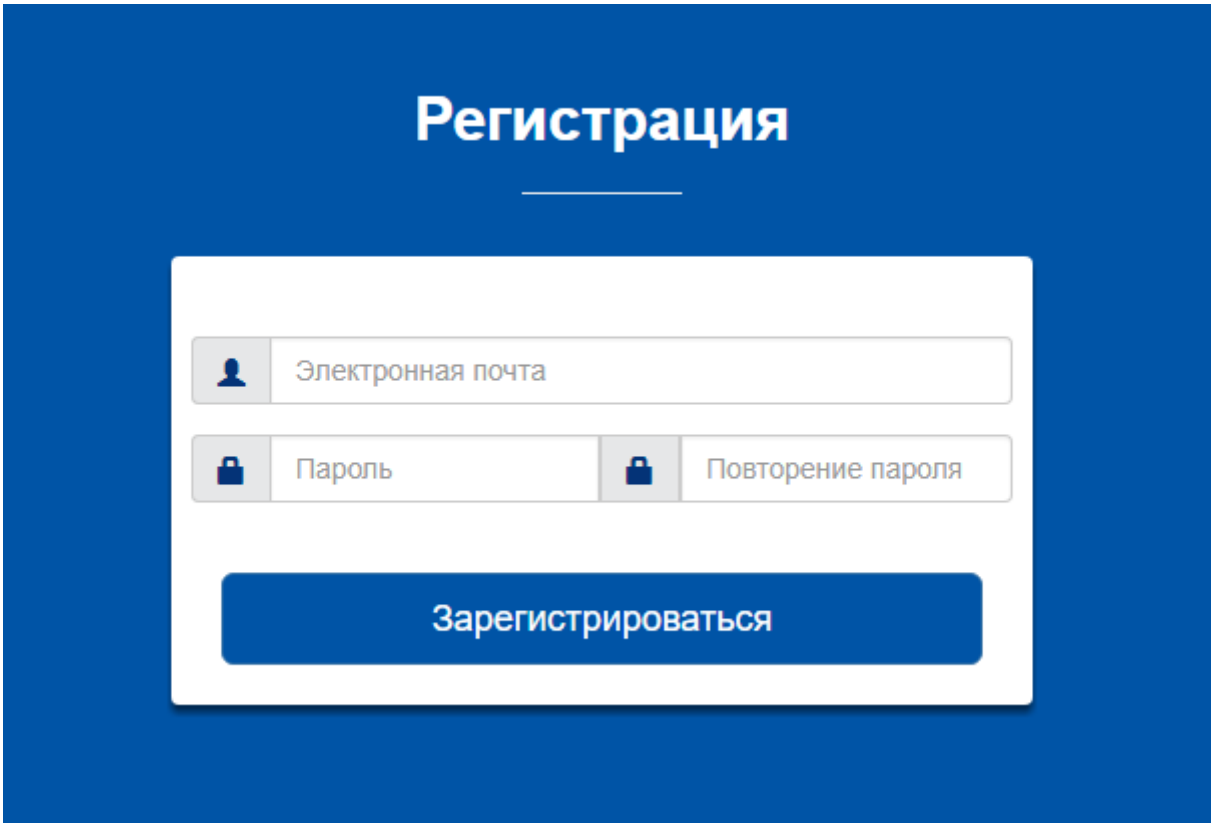 Регистрация
Электронная почта
Пароль Повторение пароля
Зарегистрироваться